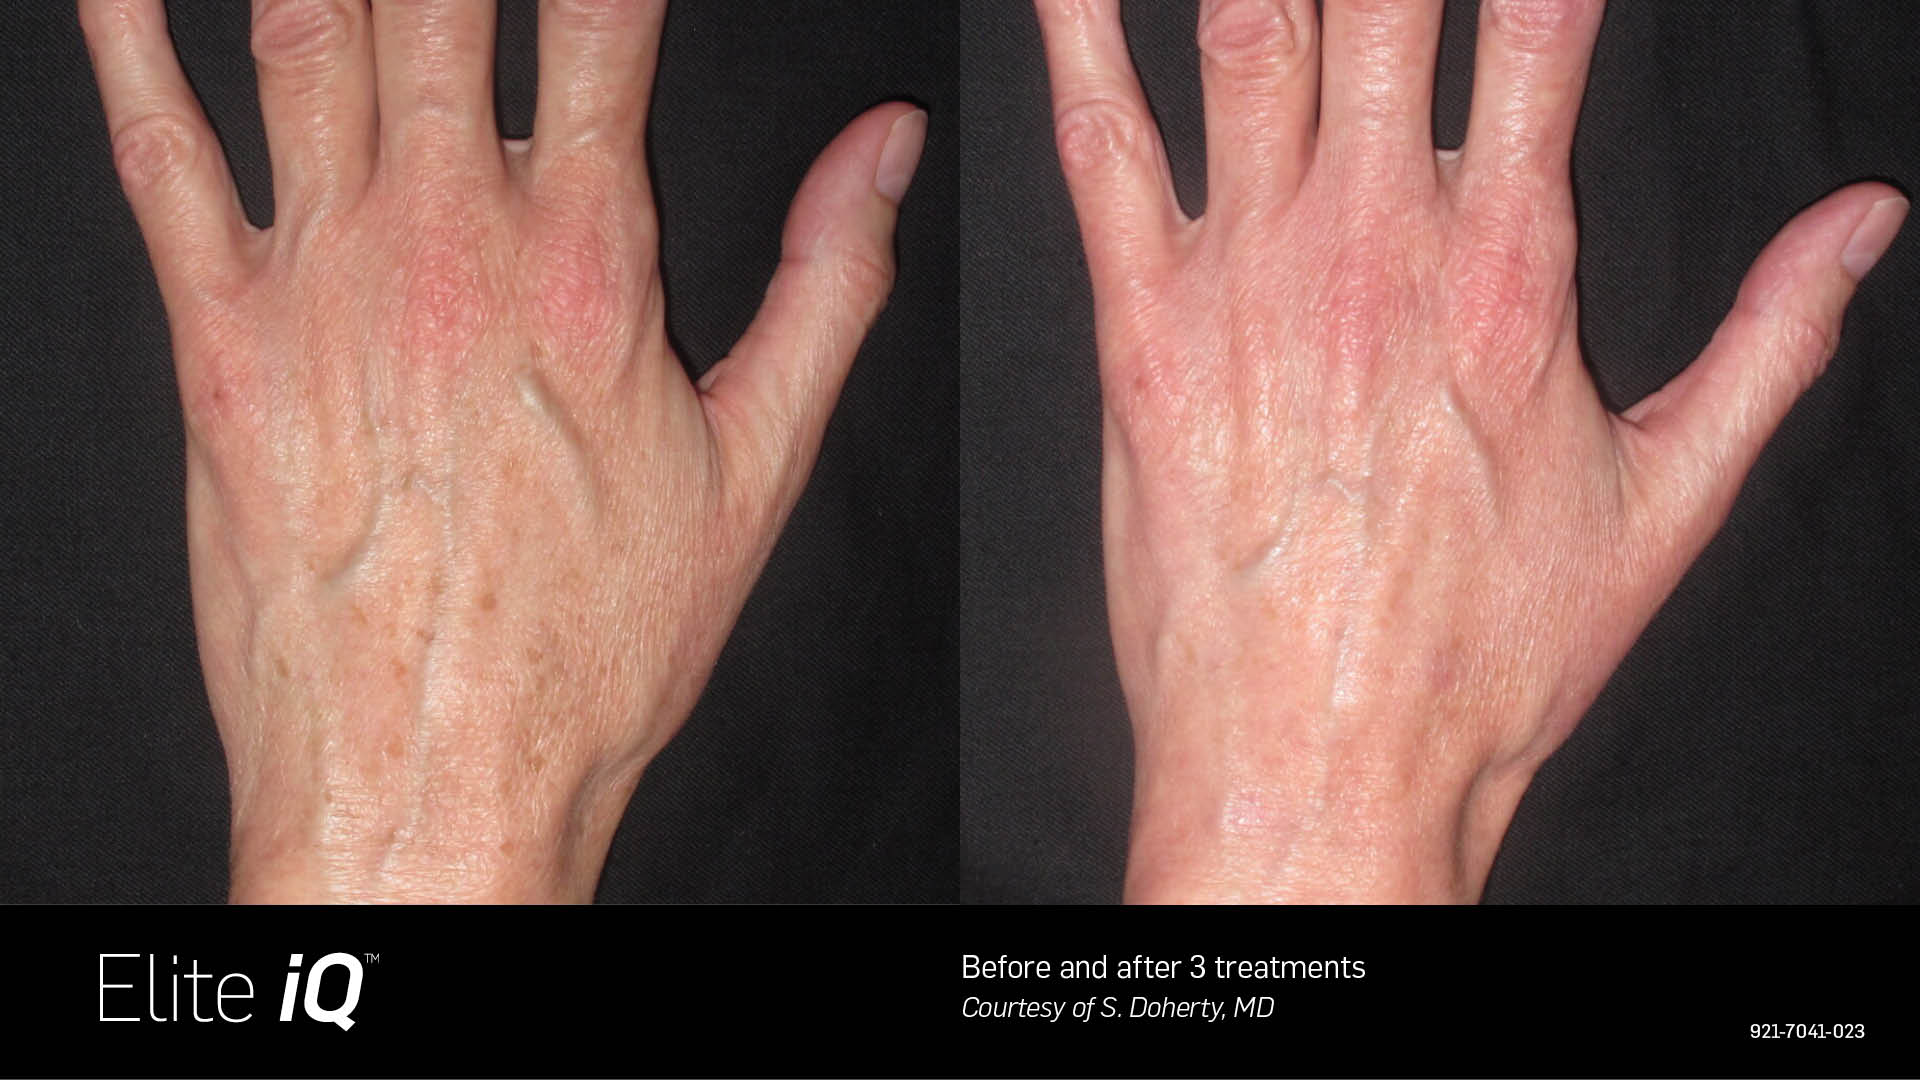 Elite iQ™
Before and after 3 treatments
Courtesy of S. Doherty, MD
921-7041-023